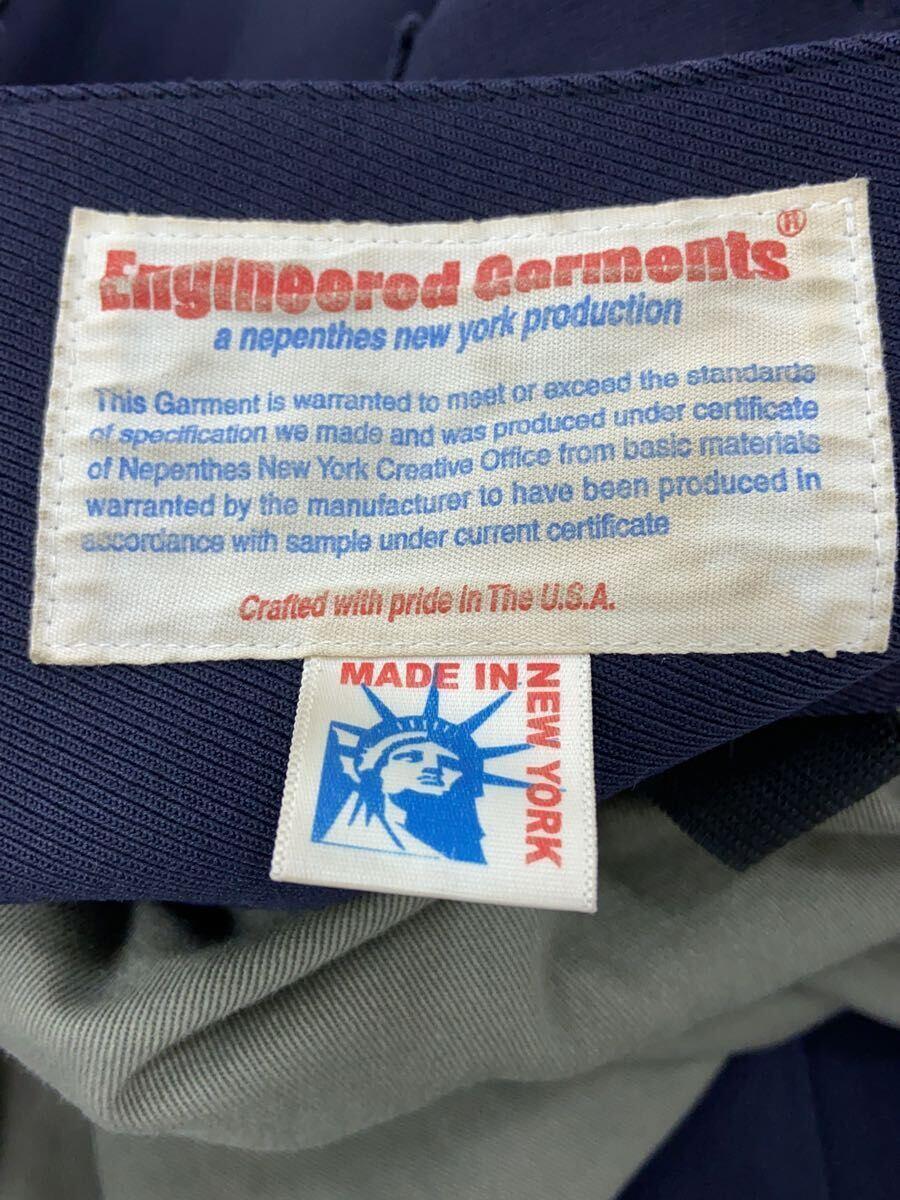 Engineered Garments®
a nepenthes new york production
This Garment is warranted to meet or exceed the standards
of specification we made and was produced under certificate
of Nepenthes New York Creative Office from basic materials
warranted by the manufacturer to have been produced in
accordance with sample under current certificate
Crafted with pride in The U.S.A.
MADE IN
NEW YORK